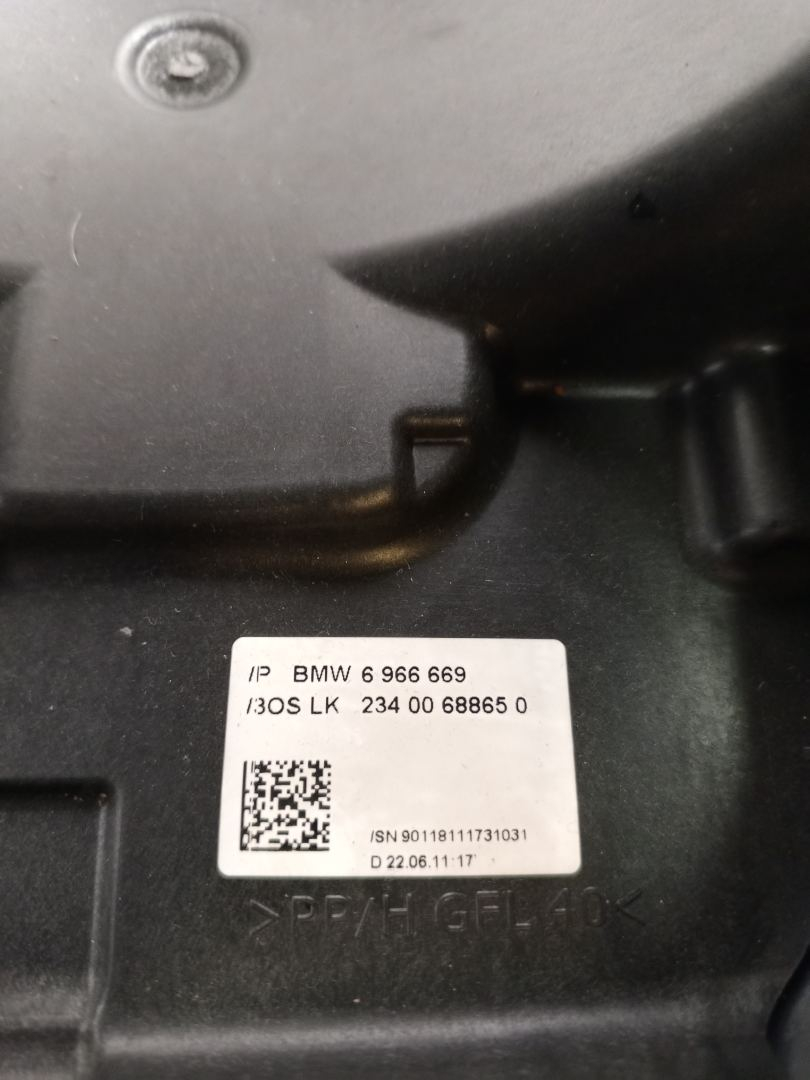 /P BMW 6 966 669
/BOS LK 234 00 68865 0
/SN 90118111731031
D 22.06.11 17
>PP/H GFL 40<